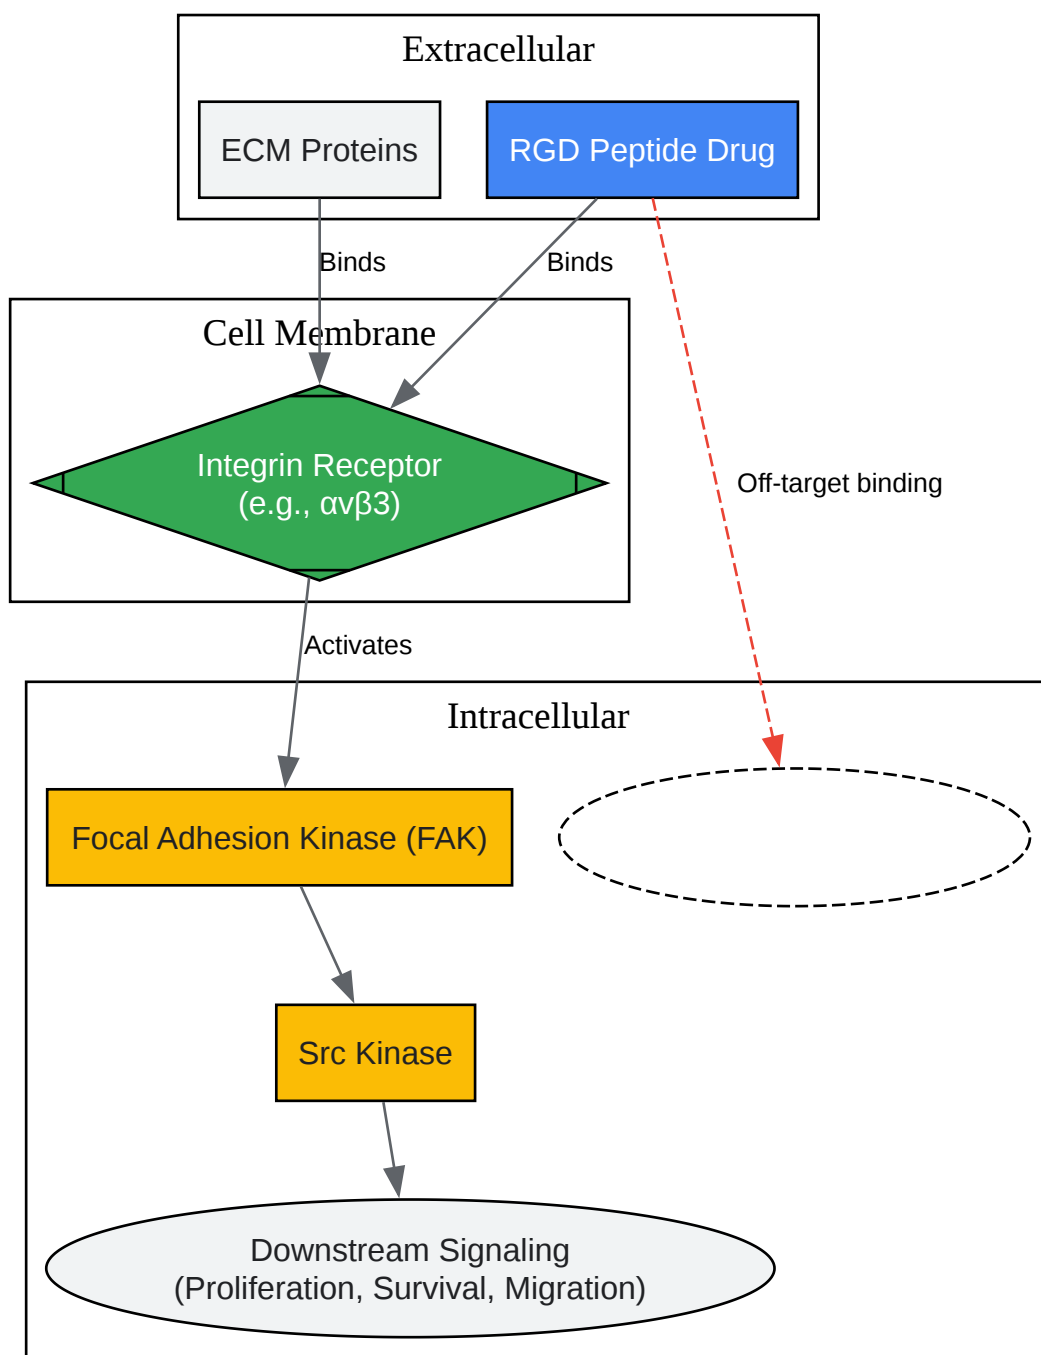 Extracellular
ECM Proteins
RGD Peptide Drug
Binds
Binds
Cell Membrane
Integrin Receptor
(e.g., αvβ3)
Off-target binding
Activates
Intracellular
Focal Adhesion Kinase (FAK)
Src Kinase
Downstream Signaling
(Proliferation, Survival, Migration)